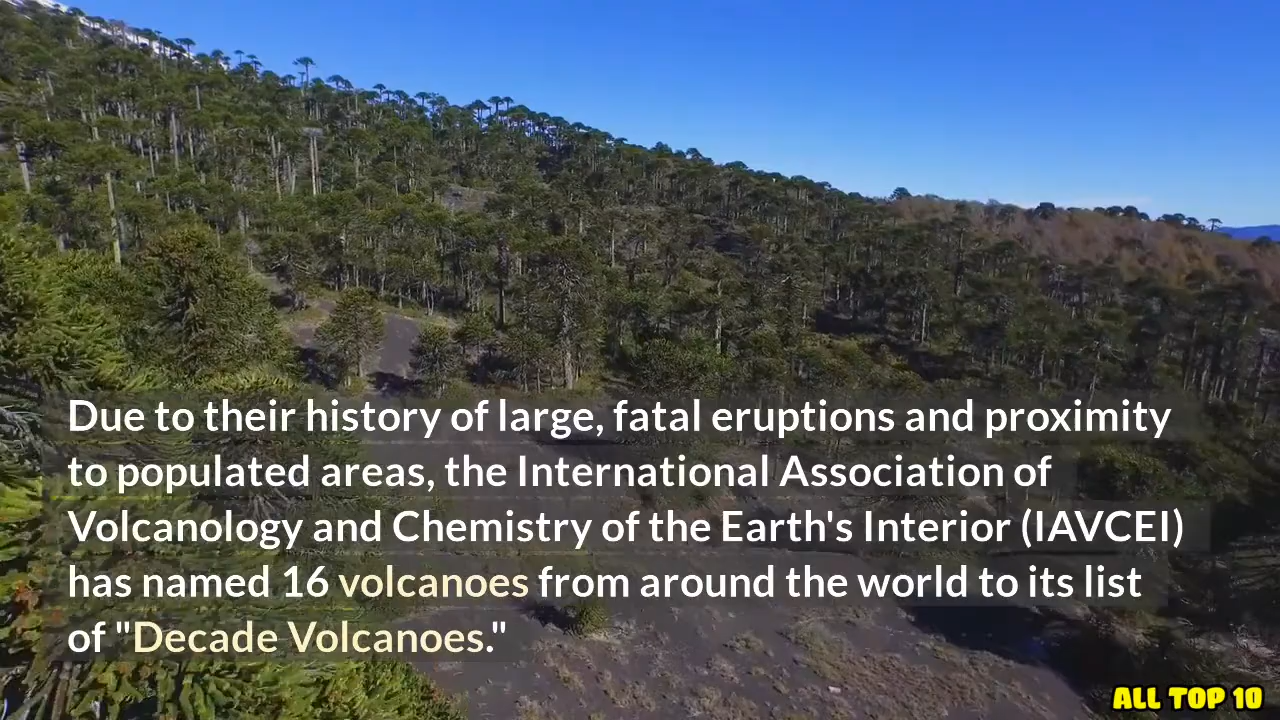 Due to their history of large, fatal eruptions and proximity
to populated areas, the International Association of
Volcanology and Chemistry of the Earth's Interior (IAVCEI)
has named 16 volcanoes from around the world to its list
of "Decade Volcanoes."
ALL TOP 10